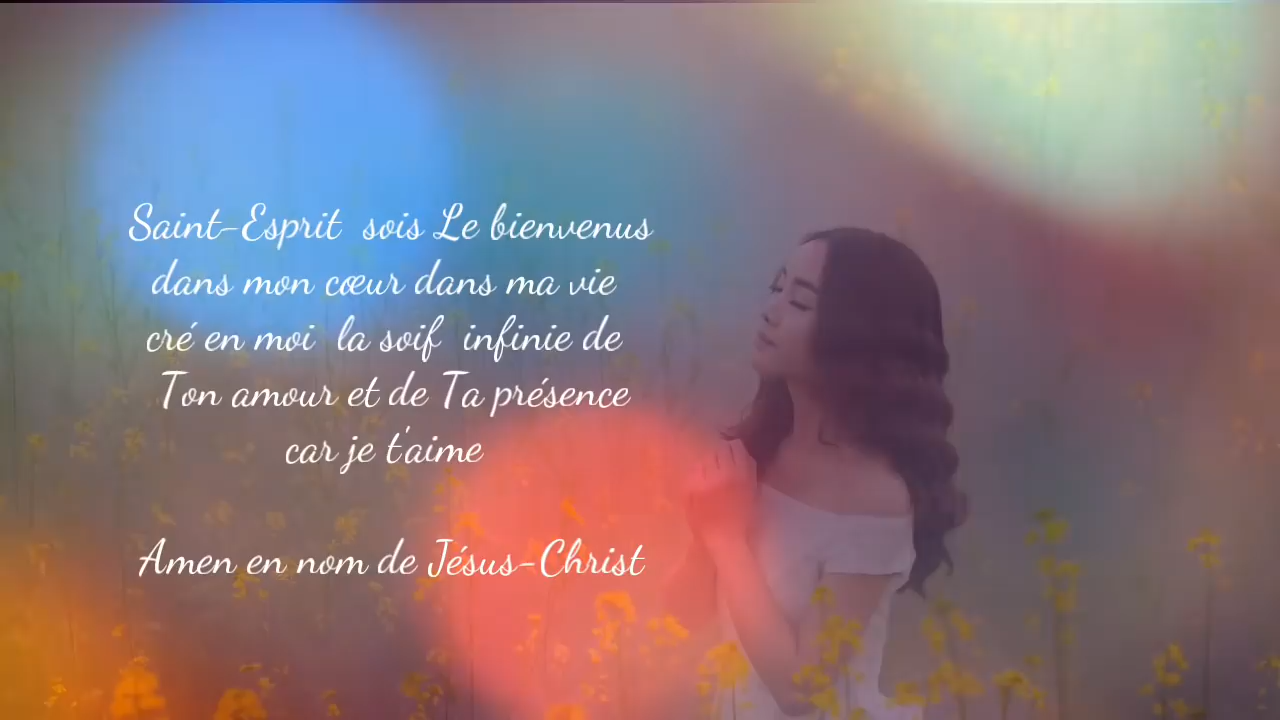 Saint-Esprit sois Le bienvenus
dans mon cœur dans ma vie
cré en moi la soif infinie de
Ton amour et de Ta présence
car je t'aime
Amen en nom de Jésus-Christ